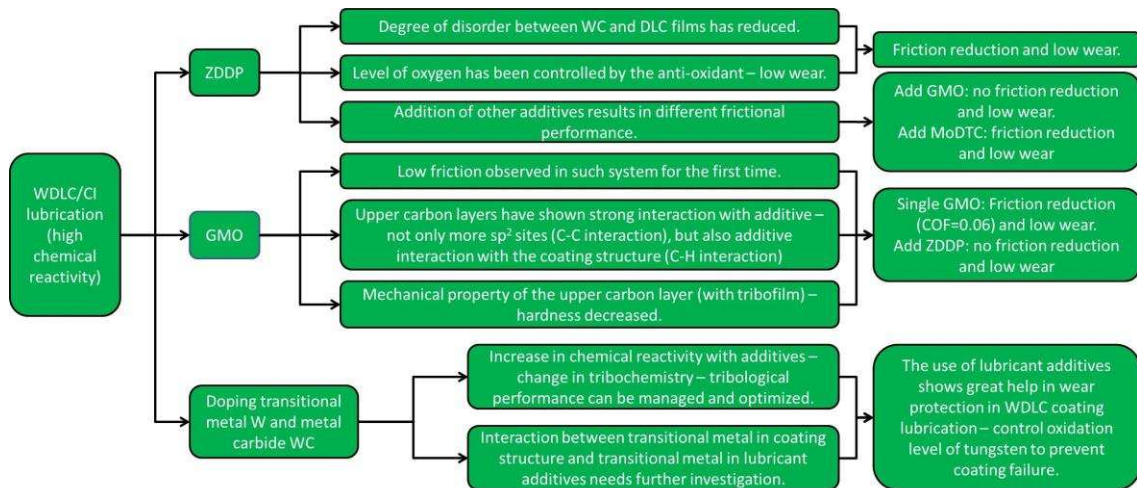 WDLC/CI
lubrication
(high
chemical
reactivity)
ZDDP
Degree of disorder between WC and DLC films has reduced.
Level of oxygen has been controlled by the anti-oxidant – low wear.
Addition of other additives results in different frictional
performance.
Friction reduction and low wear.
Add GMO: no friction reduction
and low wear.
Add MoDTC: friction reduction
and low wear
GMO
Low friction observed in such system for the first time.
Upper carbon layers have shown strong interaction with additive –
not only more sp² sites (C-C interaction), but also additive
interaction with the coating structure (C-H interaction)
Mechanical property of the upper carbon layer (with tribofilm) –
hardness decreased.
Single GMO: Friction reduction
(COF=0.06) and low wear.
Add ZDDP: no friction reduction
and low wear
Doping transitional
metal W and metal
carbide WC
Increase in chemical reactivity with additives –
change in tribochemistry – tribological
performance can be managed and optimized.
Interaction between transitional metal in coating
structure and transitional metal in lubricant
additives needs further investigation.
The use of lubricant additives
shows great help in wear
protection in WDLC coating
lubrication – control oxidation
level of tungsten to prevent
coating failure.